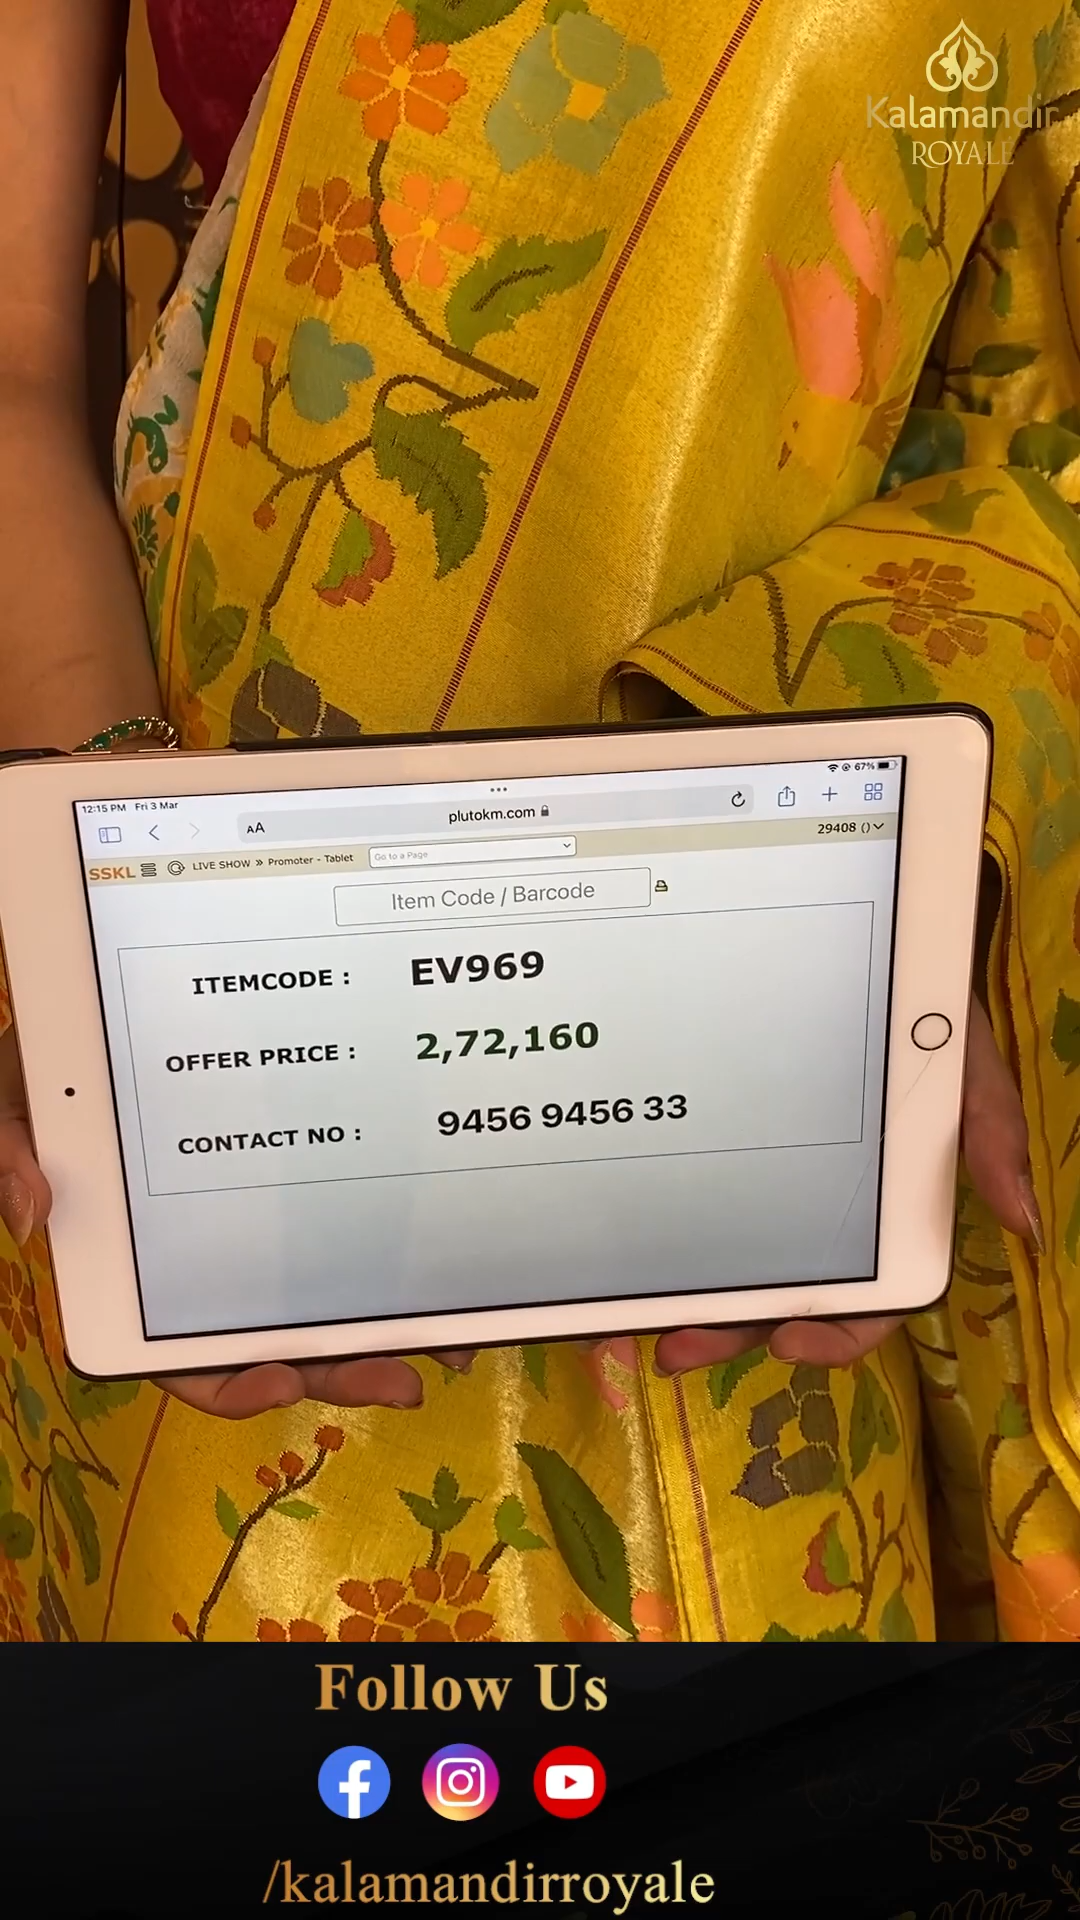 Kalamandir
ROYALE
12:15 PM Fri 3 Mar
67%
AA
plutokm.com
SSKL
LIVE SHOW » Promoter - Tablet
Go to a Page
29408 ()
Item Code / Barcode
ITEMCODE : EV969
OFFER PRICE : 2,72,160
CONTACT NO : 9456 9456 33
Follow Us
/kalamandirroyale